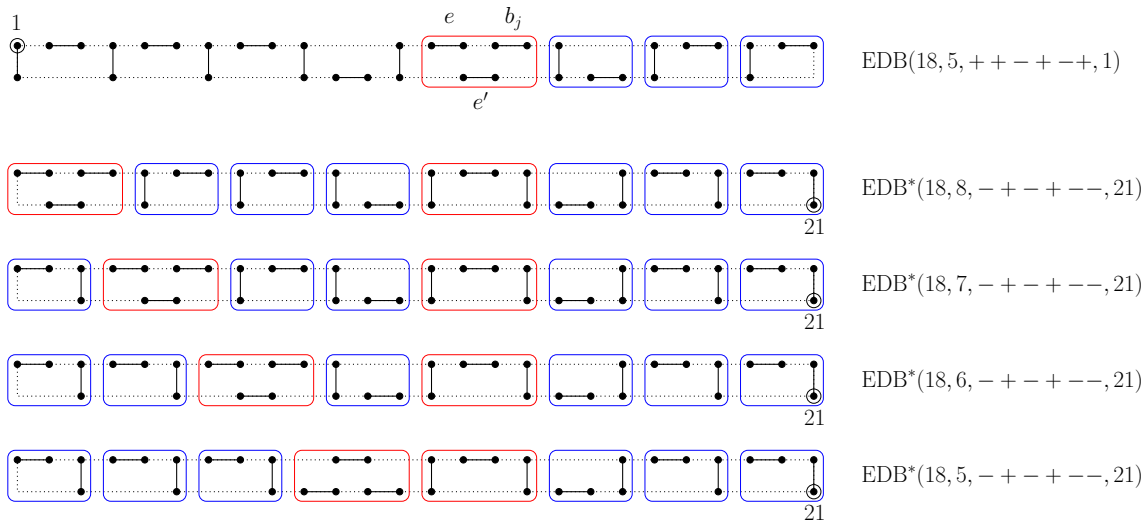 1
e b_j
EDB(18, 5, + + − + −+, 1)
e′
EDB*(18, 8, − + − + −−, 21)
21
EDB*(18, 7, − + − + −−, 21)
21
EDB*(18, 6, − + − + −−, 21)
21
EDB*(18, 5, − + − + −−, 21)
21